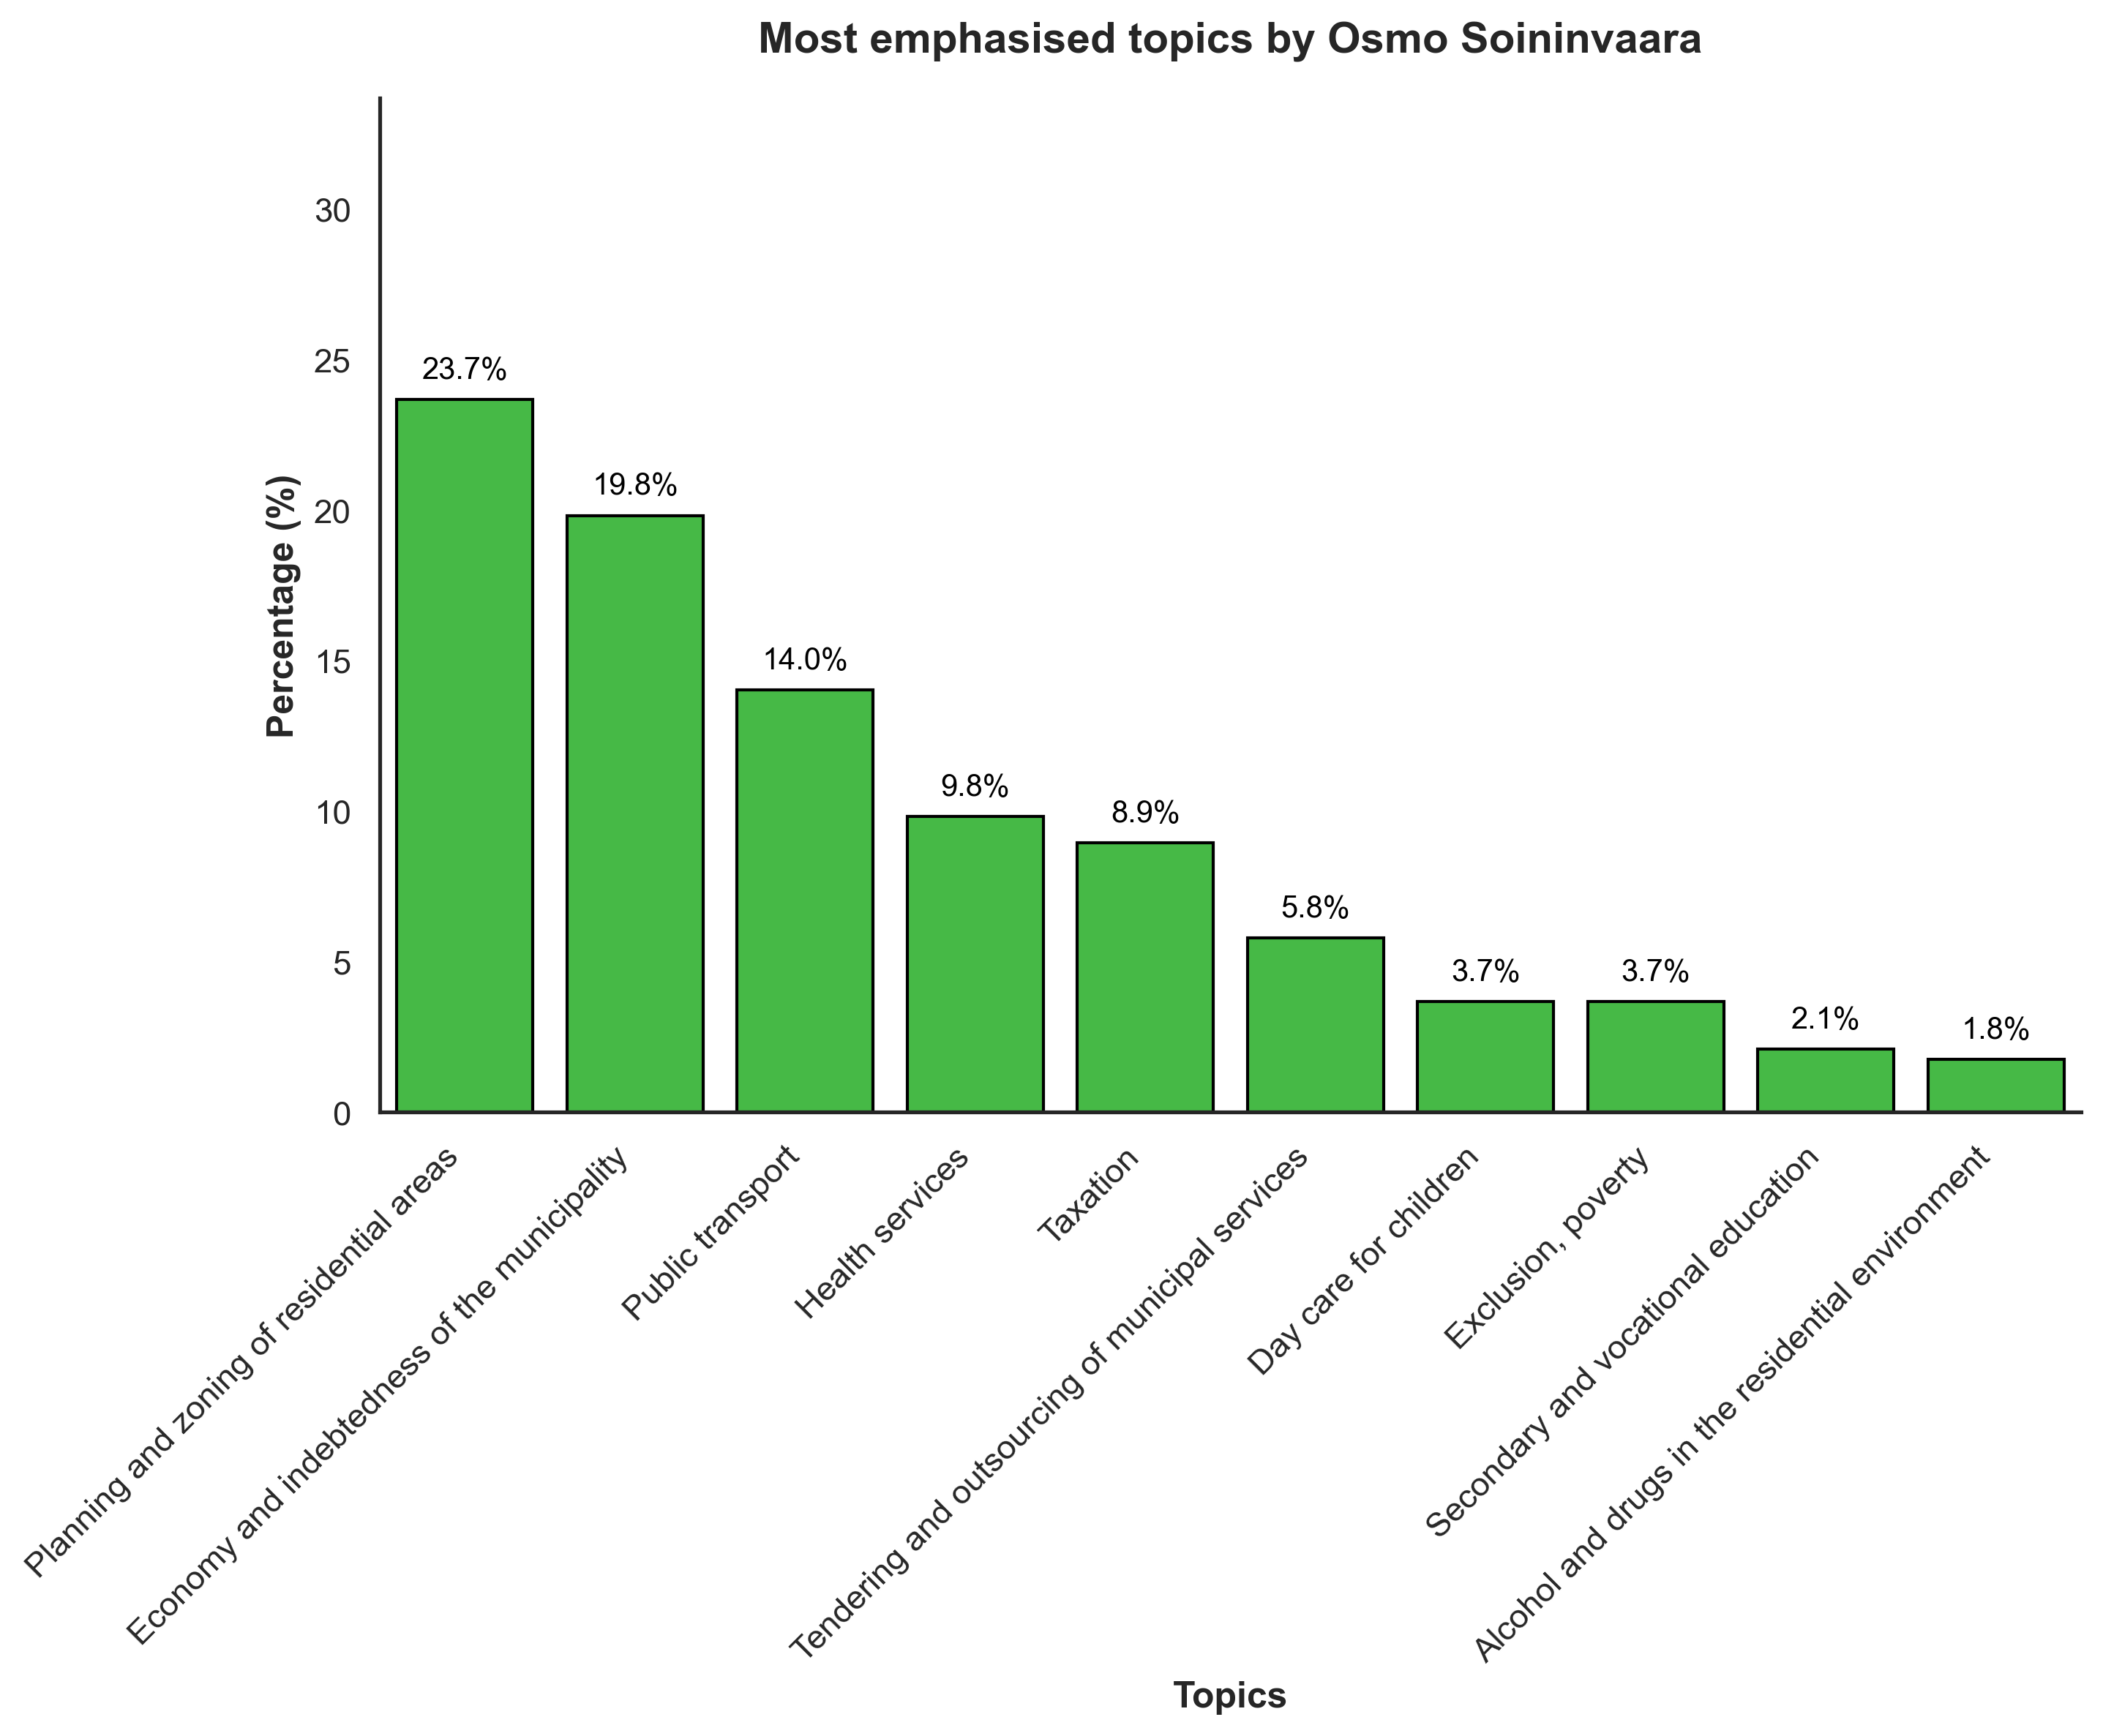 Most emphasised topics by Osmo Soininvaara
Percentage (%)
30
25
20
15
10
5
0
23.7%
19.8%
14.0%
9.8%
8.9%
5.8%
3.7%
3.7%
2.1%
1.8%
Planning and zoning of residential areas
Economy and indebtedness of the municipality
Public transport
Health services
Taxation
Tendering and outsourcing of municipal services
Day care for children
Exclusion, poverty
Secondary and vocational education
Alcohol and drugs in the residential environment
Topics